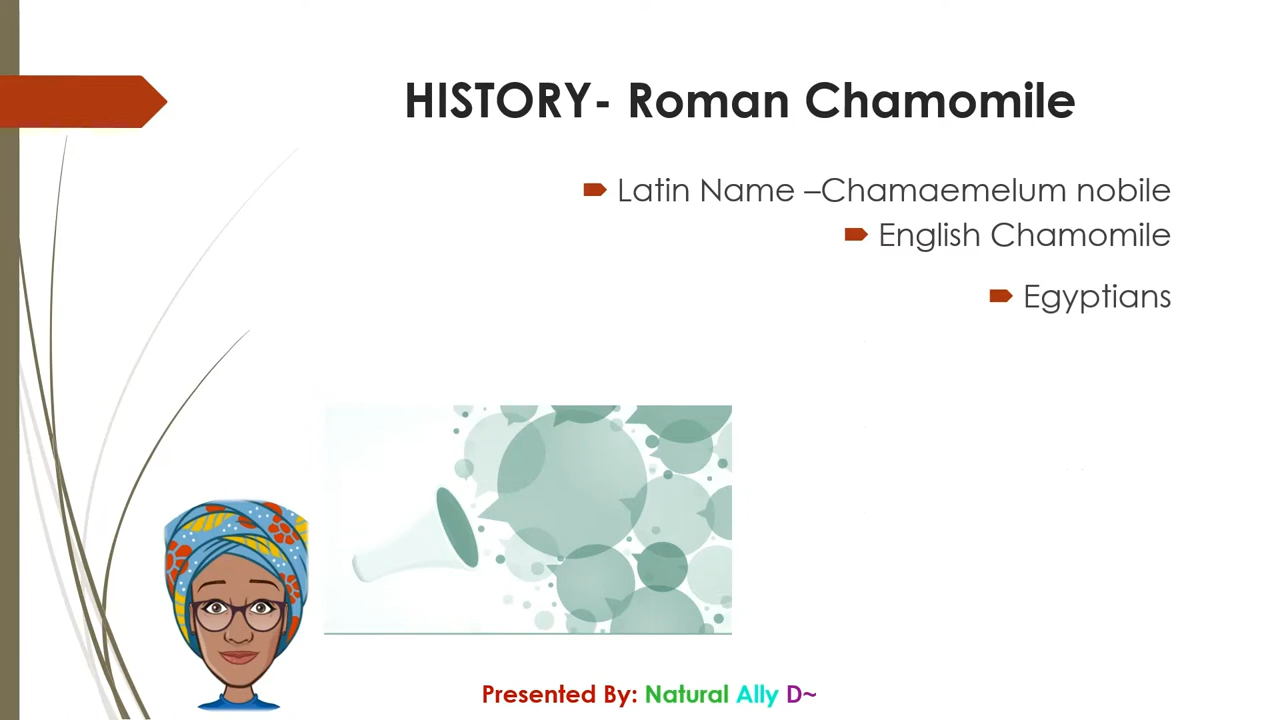 HISTORY- Roman Chamomile
Latin Name –Chamaemelum nobile
English Chamomile
Egyptians
Presented By: Natural Ally D~